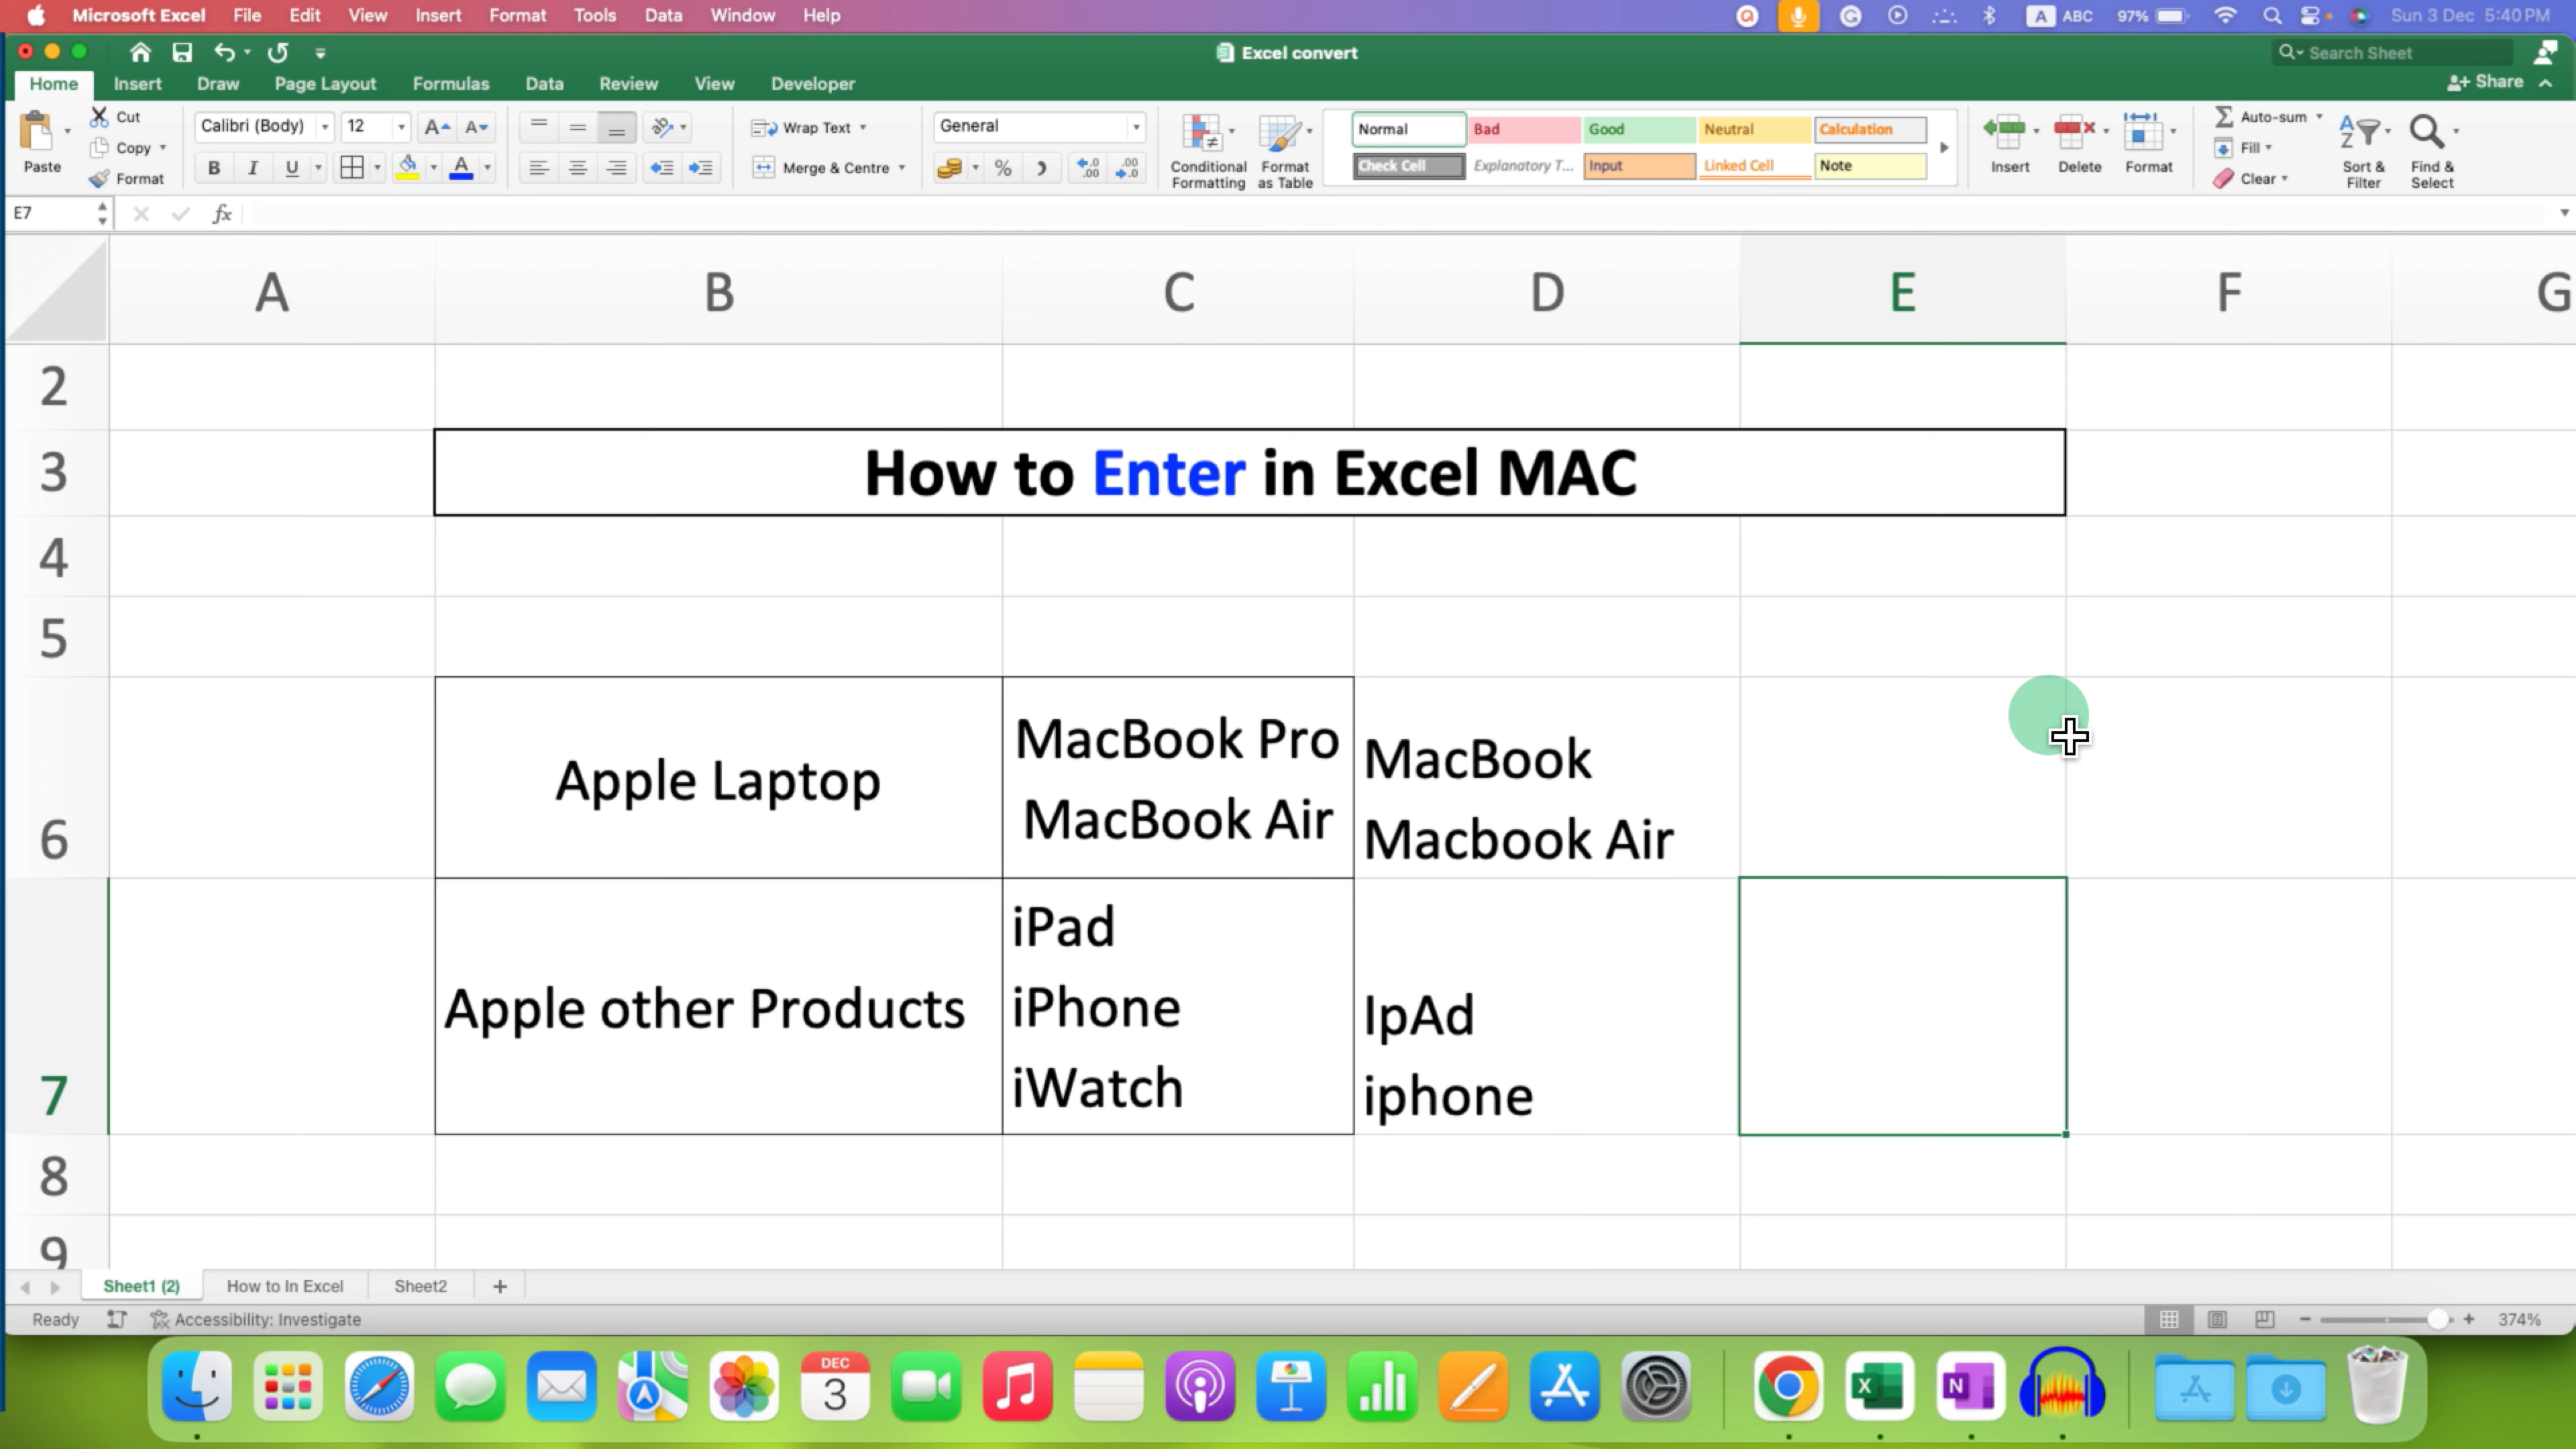 Microsoft Excel File Edit View Insert Format Tools Data Window Help A ABC 97% Sun 3 Dec 5:40 PM
Excel convert Search Sheet
Home Insert Draw Page Layout Formulas Data Review View Developer Share
Paste Cut Copy Format
Calibri (Body) 12 A A
B I U A
Wrap Text
Merge & Centre
General
% .0 .00 .00 .0
Conditional Formatting
Format as Table
Normal Bad Good Neutral Calculation
Check Cell Explanatory T... Input Linked Cell Note
Insert Delete Format
Auto-sum
Fill
Clear
Sort & Filter
Find & Select
E7 fx
A B C D E F G
2
3 How to Enter in Excel MAC
4
5
6
Apple Laptop
MacBook Pro
MacBook Air
MacBook
Macbook Air
7
Apple other Products
iPad
iPhone
iWatch
IpAd
iphone
8
9
Sheet1 (2) How to In Excel Sheet2 +
Ready Accessibility: Investigate 374%
DEC
3
X
N